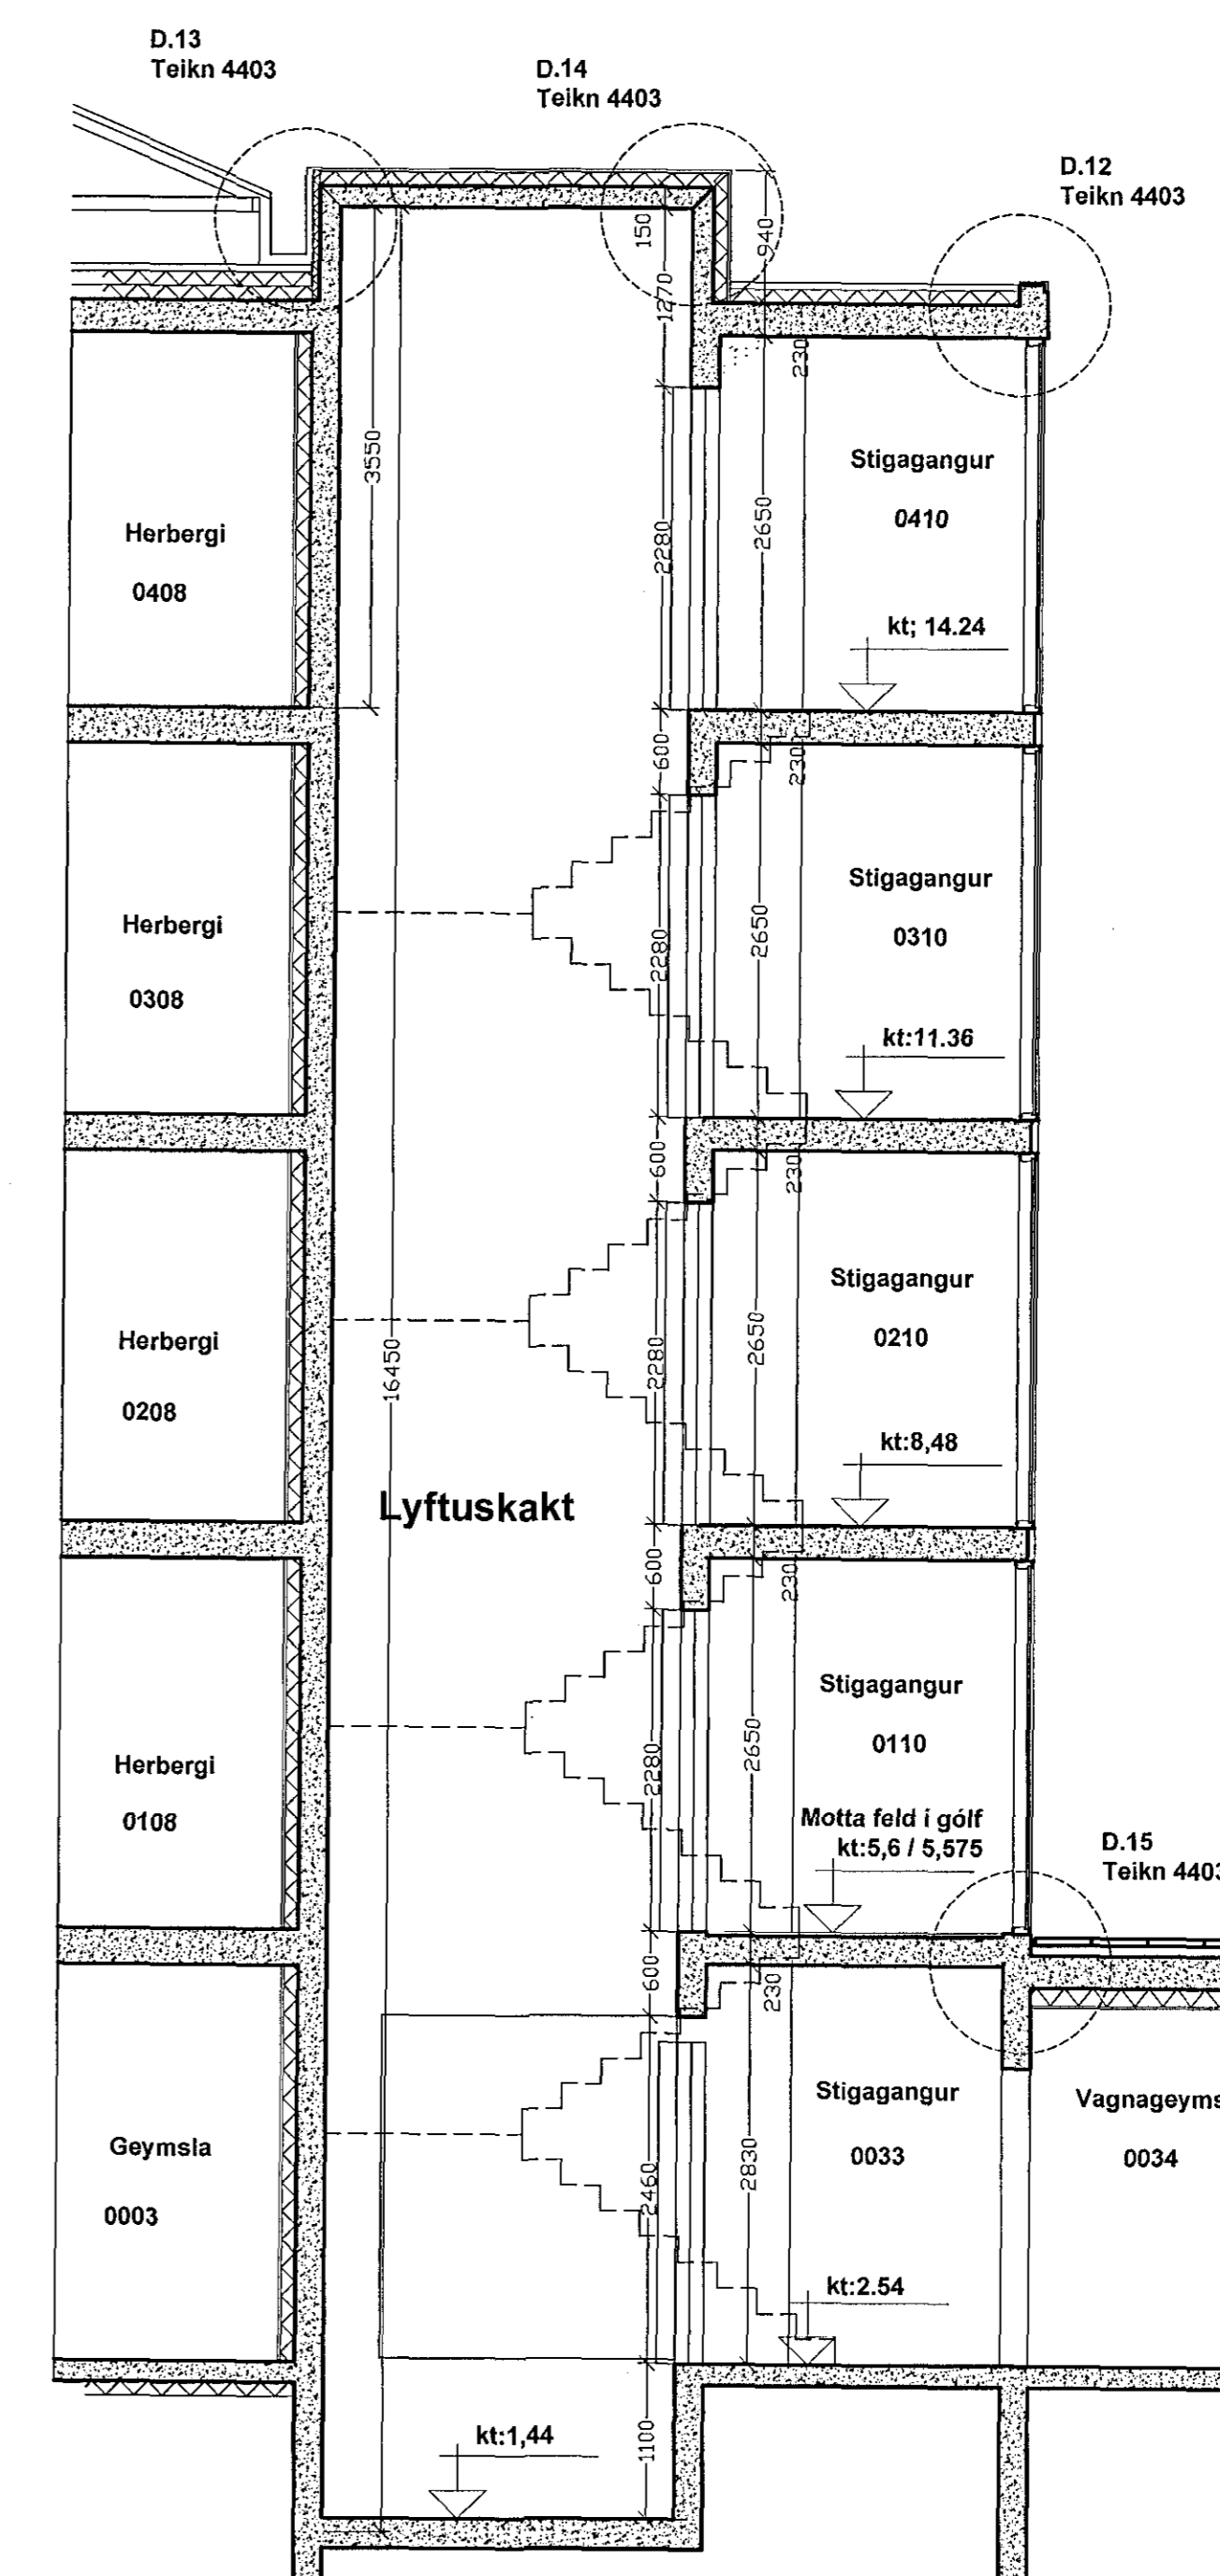 D.13
Teikn 4403
D.14
Teikn 4403
D.12
Teikn 4403
150
940
1270
230
3550
2280
2650
Stigagangur
0410
kt; 14.24
Herbergi
0408
600
230
2280
2650
Stigagangur
0310
kt:11.36
Herbergi
0308
600
230
2280
2650
Stigagangur
0210
kt:8,48
Herbergi
0208
16450
Lyftuskakt
600
230
2280
2650
Stigagangur
0110
Motta feld i gólf
kt:5,6 / 5,575
Herbergi
0108
D.15
Teikn 4403
600
230
2460
2830
Stigagangur
0033
kt:2.54
Vagnageyms
0034
Geymsla
0003
kt:1,44
1100